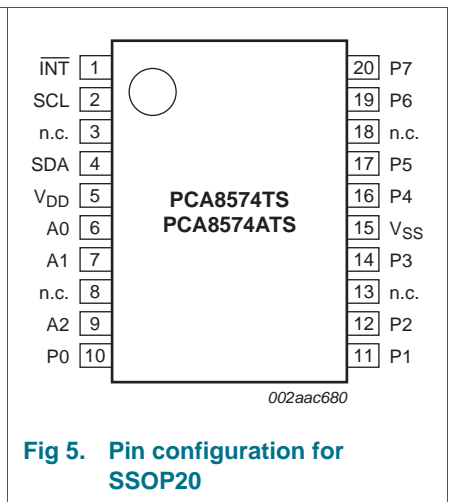 INT 1 20 P7
SCL 2 19 P6
n.c. 3 18 n.c.
SDA 4 17 P5
VDD 5 16 P4
PCA8574TS
PCA8574ATS
A0 6 15 VSS
A1 7 14 P3
n.c. 8 13 n.c.
A2 9 12 P2
P0 10 11 P1
002aac680
Fig 5. Pin configuration for
SSOP20